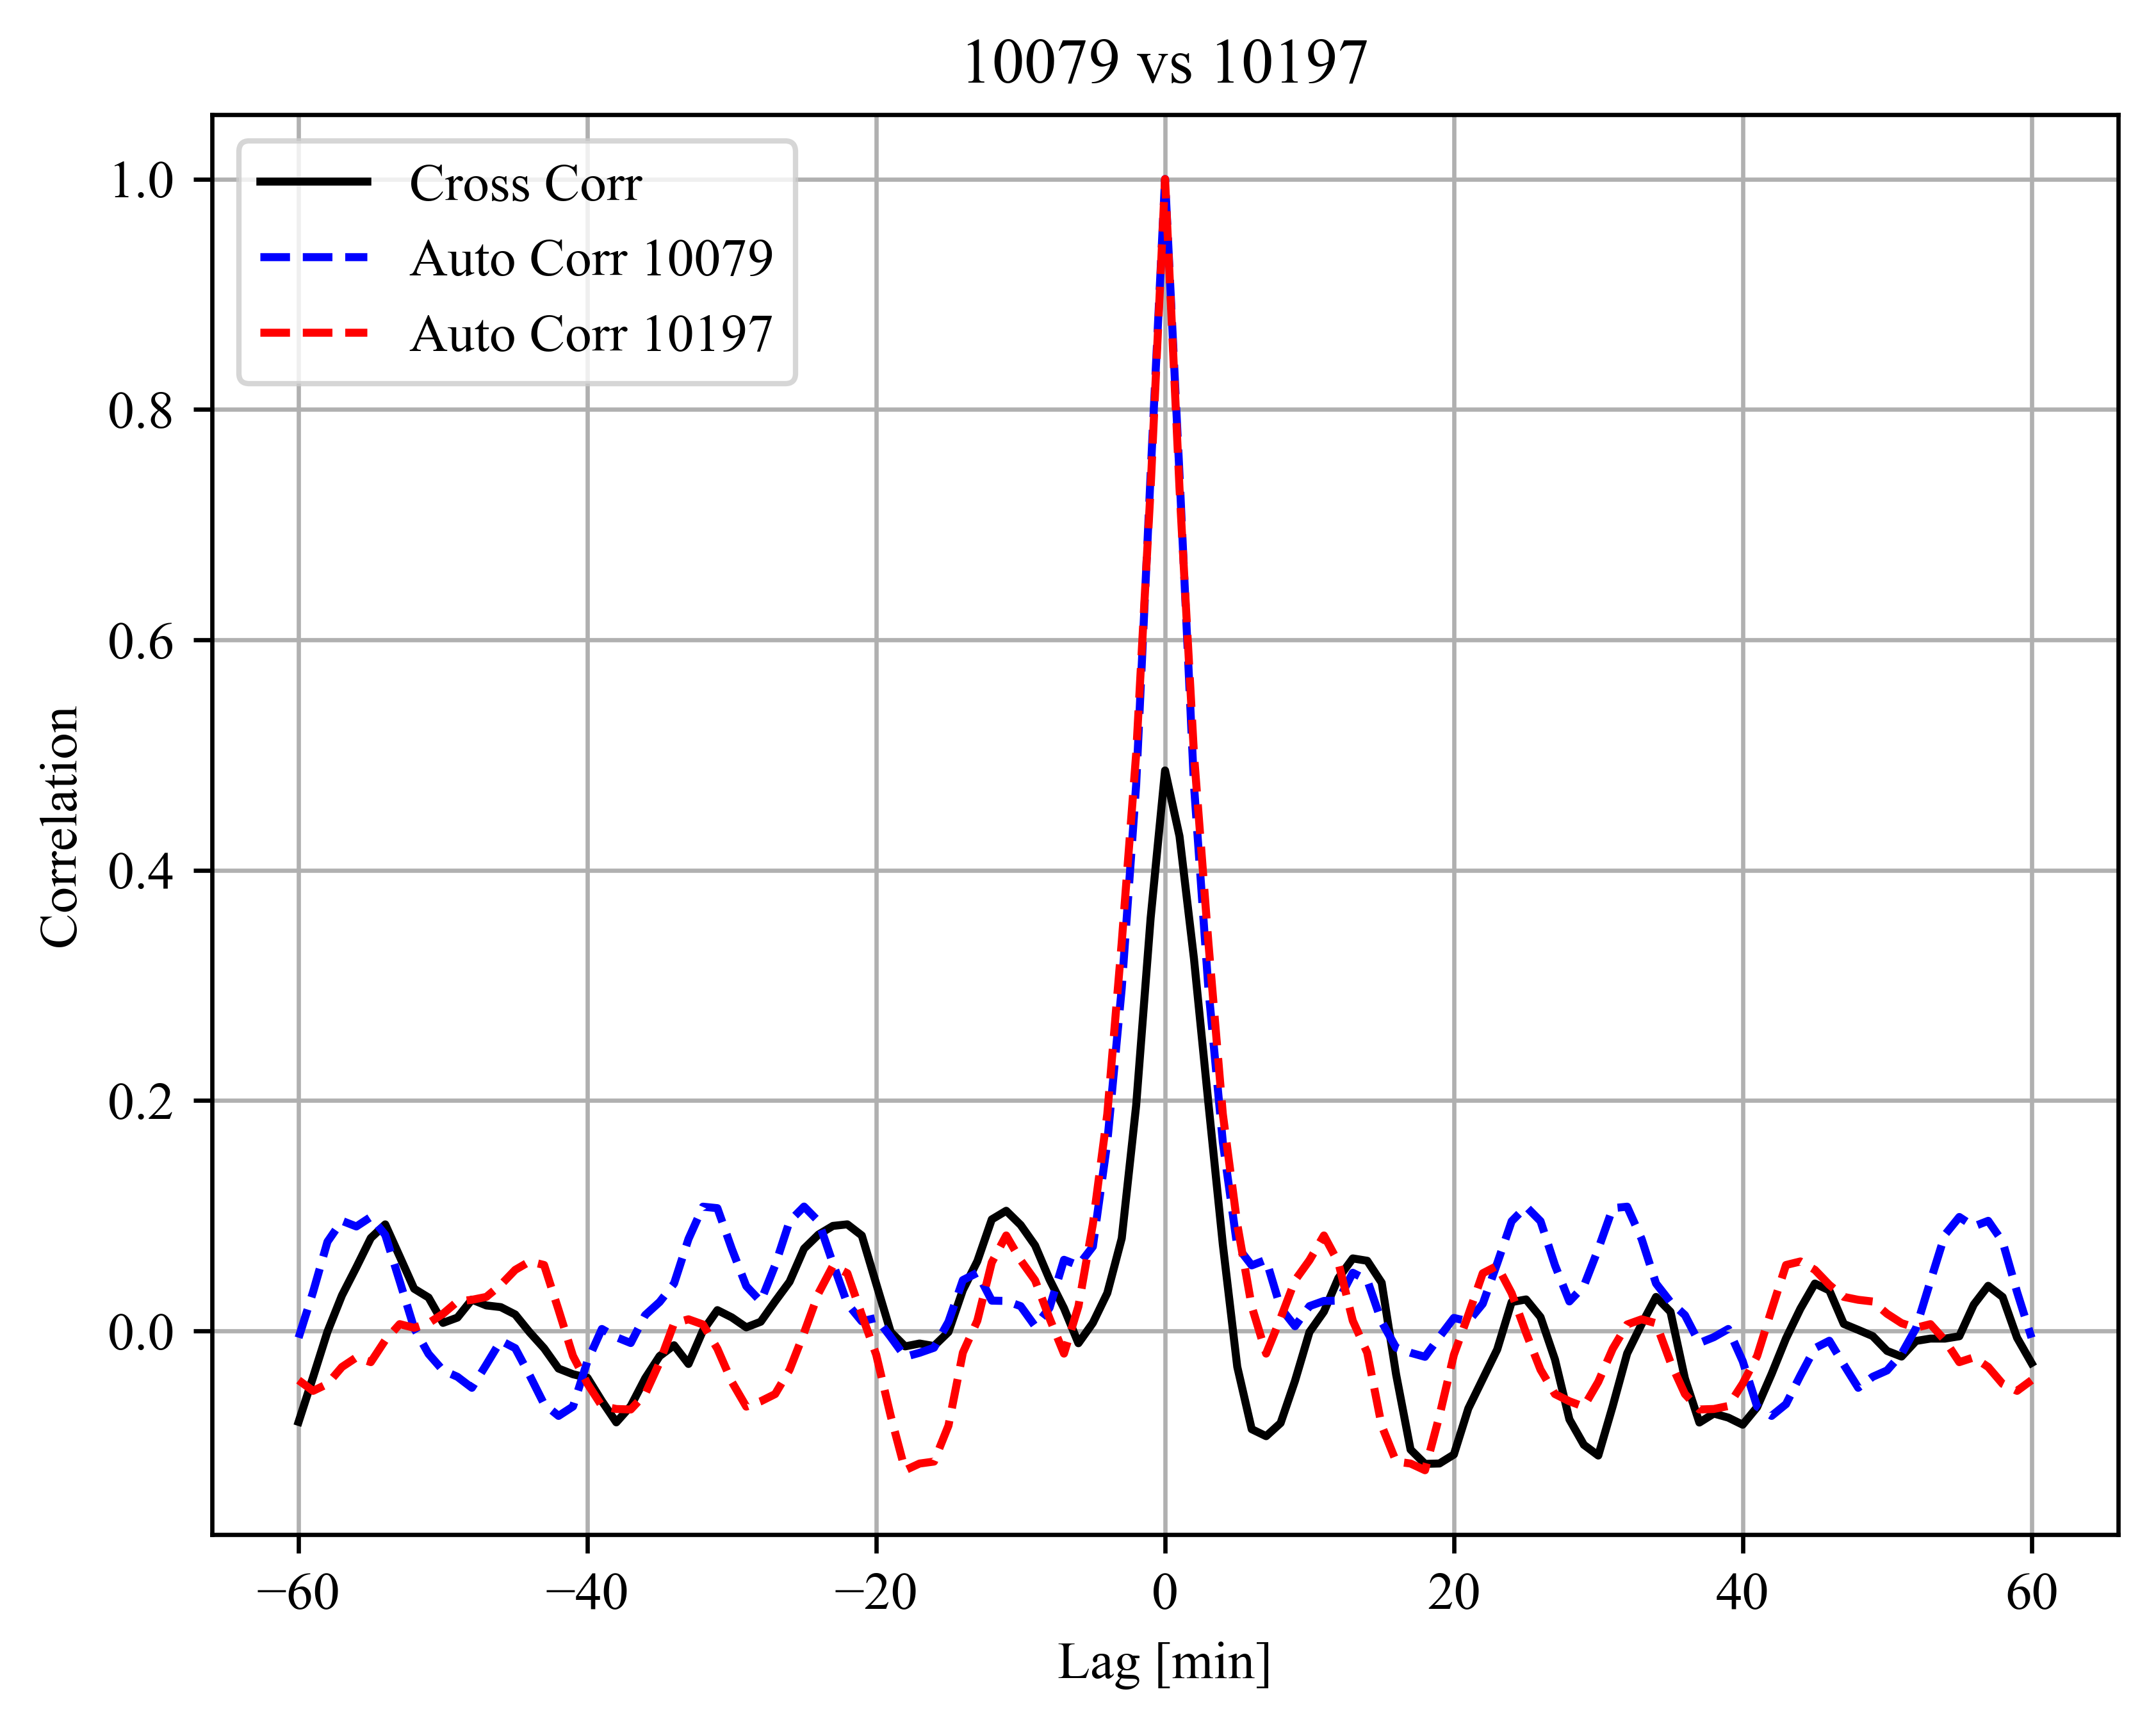 10079 vs 10197
Cross Corr
Auto Corr 10079
Auto Corr 10197
1.0
0.8
0.6
0.4
0.2
0.0
Correlation
−60 −40 −20 0 20 40 60
Lag [min]